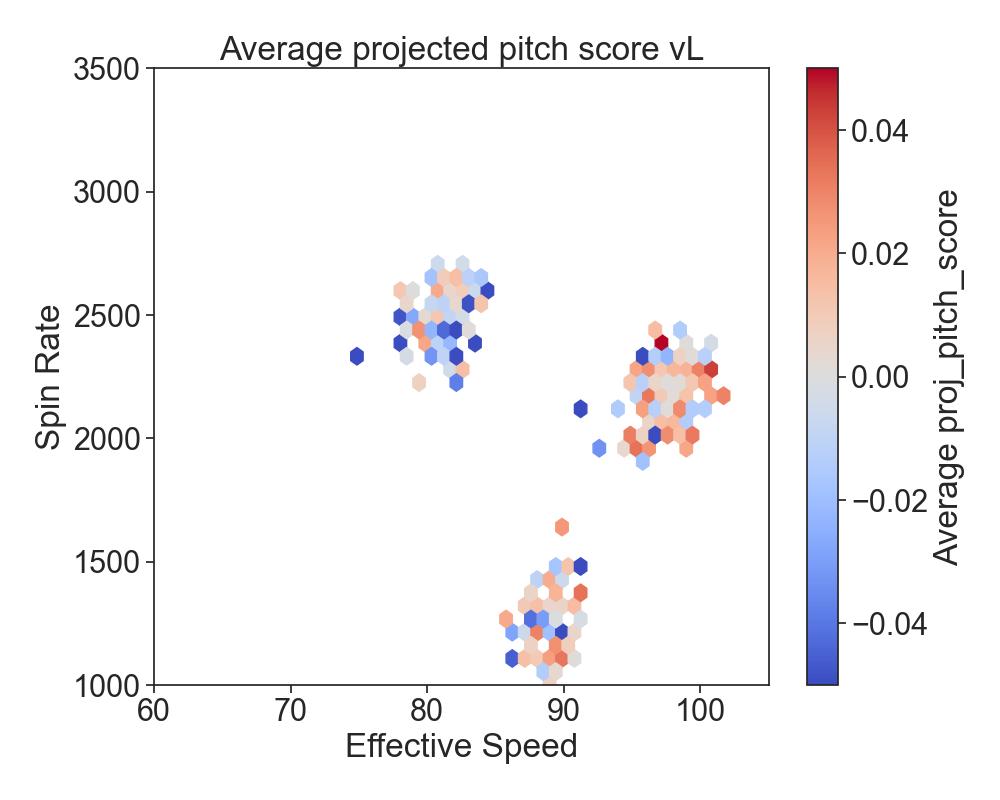 Average projected pitch score vL
3500
3000
2500
2000
1500
1000
Spin Rate
60 70 80 90 100
Effective Speed
0.04
0.02
0.00
−0.02
−0.04
Average proj_pitch_score